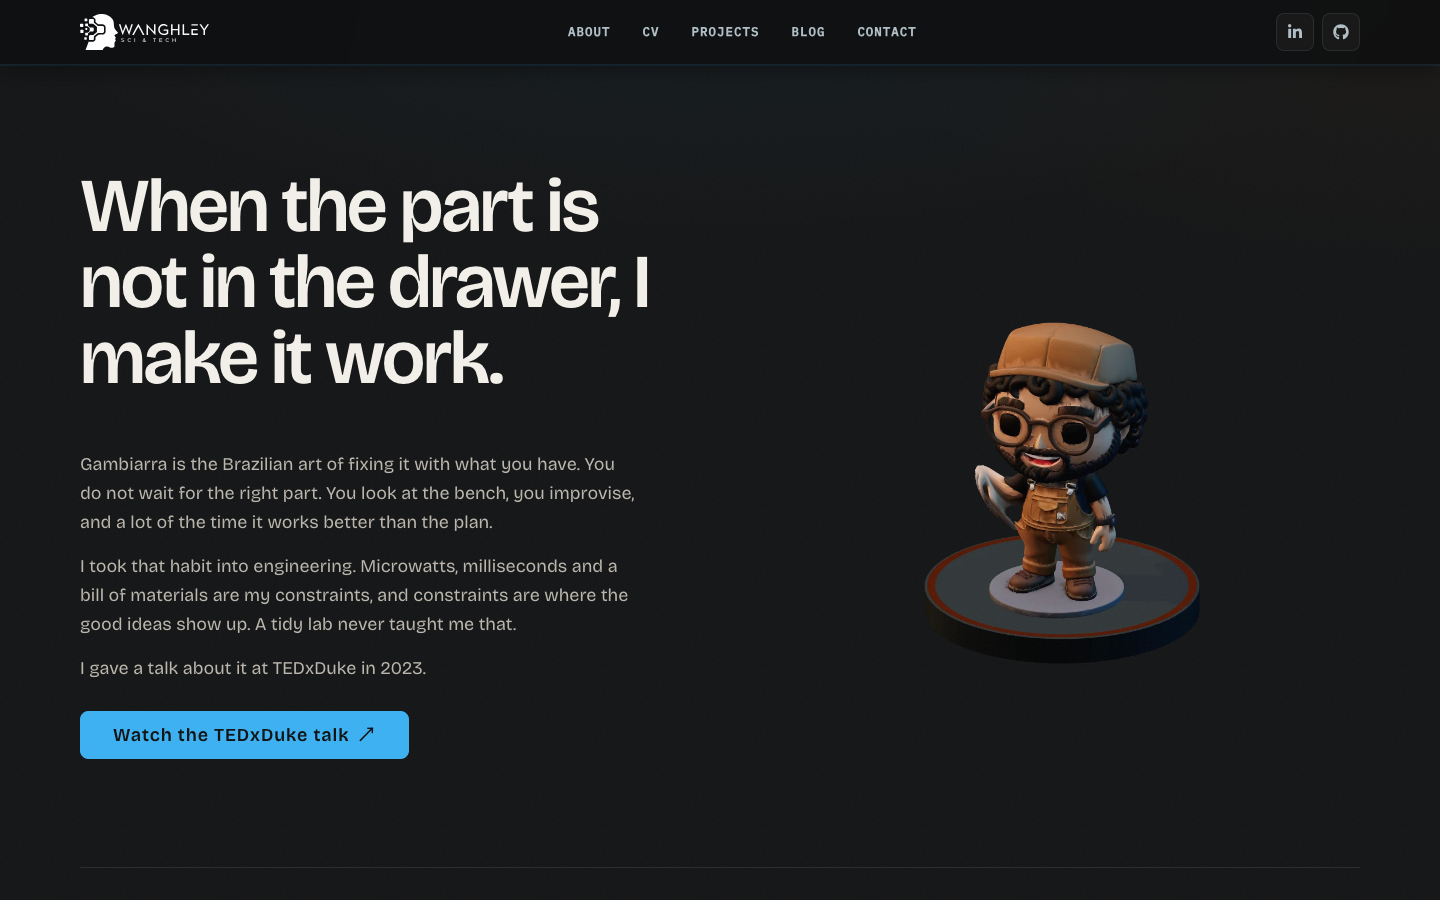 WANGHLEY
SCI & TECH
ABOUT CV PROJECTS BLOG CONTACT
in
When the part is
not in the drawer, I
make it work.
Gambiarra is the Brazilian art of fixing it with what you have. You
do not wait for the right part. You look at the bench, you improvise,
and a lot of the time it works better than the plan.
I took that habit into engineering. Microwatts, milliseconds and a
bill of materials are my constraints, and constraints are where the
good ideas show up. A tidy lab never taught me that.
I gave a talk about it at TEDxDuke in 2023.
Watch the TEDxDuke talk ↗